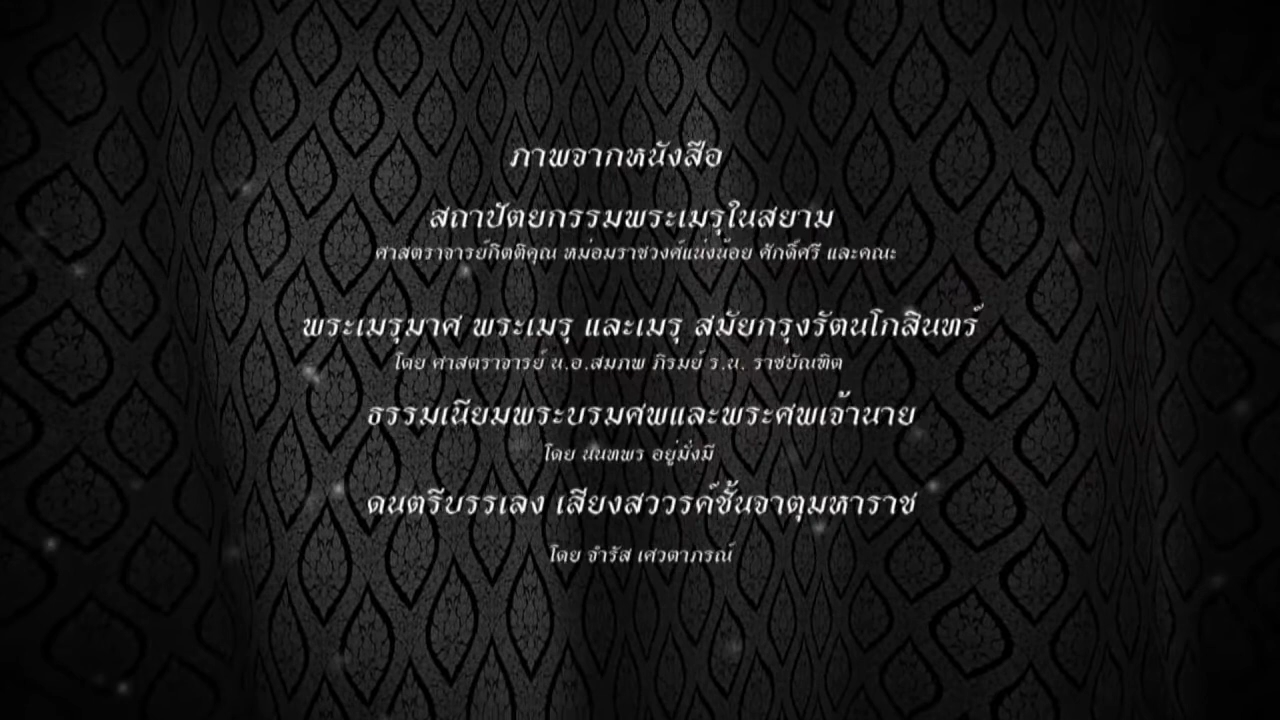 ภาพจากหนังสือ
สถาปัตยกรรมพระเมรุในสยาม
ศาสตราจารย์กิตติคุณ หม่อมราชวงศ์แน่งน้อย ศักดิ์ศรี และคณะ
พระเมรุมาศ พระเมรุ และเมรุ สมัยกรุงรัตนโกสินทร์
โดย ศาสตราจารย์ น.อ.สมภพ ภิรมย์ ร.น. ราชบัณฑิต
ธรรมเนียมพระบรมศพและพระศพเจ้านาย
โดย นนทพร อยู่มั่งมี
ดนตรีบรรเลง เสียงสววรค์ชั้นจาตุมหาราช
โดย จำรัส เศวตาภรณ์